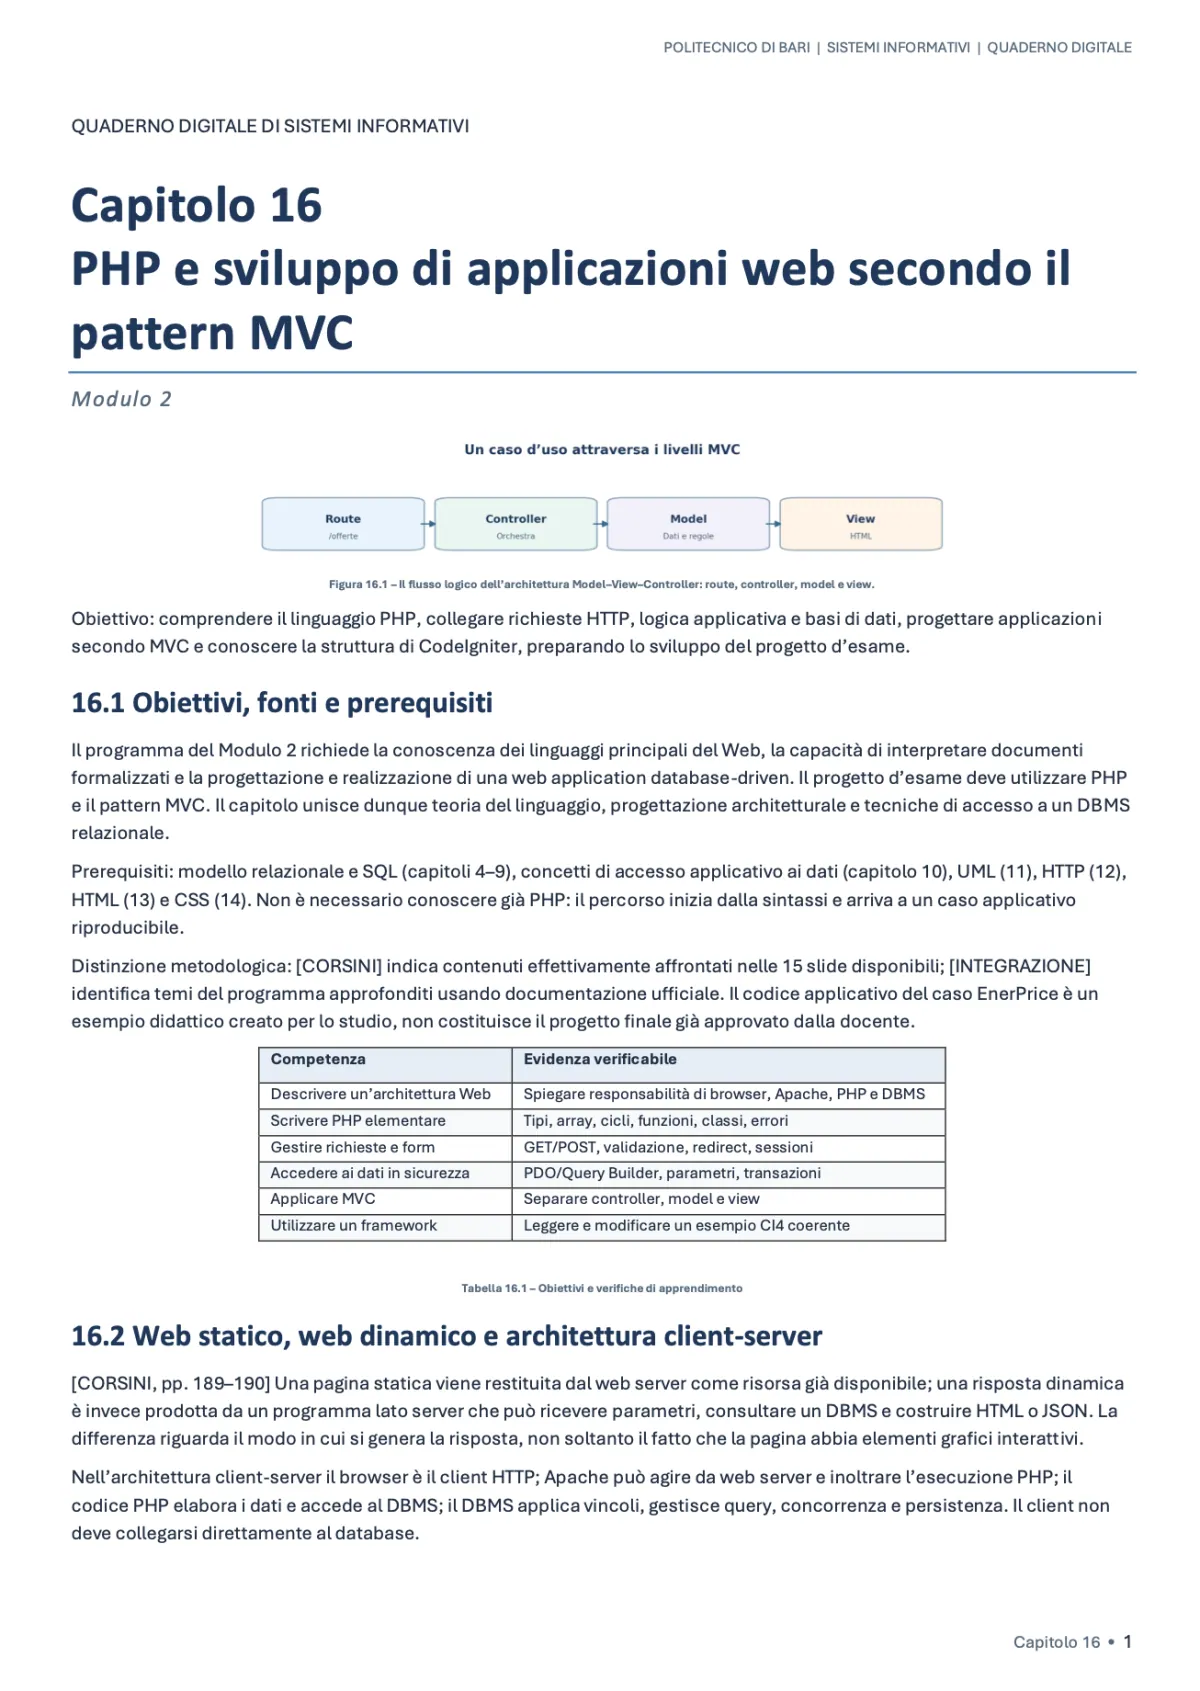 POLITECNICO DI BARI | SISTEMI INFORMATIVI | QUADERNO DIGITALE
QUADERNO DIGITALE DI SISTEMI INFORMATIVI
Capitolo 16
PHP e sviluppo di applicazioni web secondo il
pattern MVC
Modulo 2
Un caso d’uso attraversa i livelli MVC
Route
/offerte
Controller
Orchestra
Model
Dati e regole
View
HTML
Figura 16.1 – Il flusso logico dell’architettura Model–View–Controller: route, controller, model e view.
Obiettivo: comprendere il linguaggio PHP, collegare richieste HTTP, logica applicativa e basi di dati, progettare applicazioni
secondo MVC e conoscere la struttura di CodeIgniter, preparando lo sviluppo del progetto d’esame.
16.1 Obiettivi, fonti e prerequisiti
Il programma del Modulo 2 richiede la conoscenza dei linguaggi principali del Web, la capacità di interpretare documenti
formalizzati e la progettazione e realizzazione di una web application database-driven. Il progetto d’esame deve utilizzare PHP
e il pattern MVC. Il capitolo unisce dunque teoria del linguaggio, progettazione architetturale e tecniche di accesso a un DBMS
relazionale.
Prerequisiti: modello relazionale e SQL (capitoli 4–9), concetti di accesso applicativo ai dati (capitolo 10), UML (11), HTTP (12),
HTML (13) e CSS (14). Non è necessario conoscere già PHP: il percorso inizia dalla sintassi e arriva a un caso applicativo
riproducibile.
Distinzione metodologica: [CORSINI] indica contenuti effettivamente affrontati nelle 15 slide disponibili; [INTEGRAZIONE]
identifica temi del programma approfonditi usando documentazione ufficiale. Il codice applicativo del caso EnerPrice è un
esempio didattico creato per lo studio, non costituisce il progetto finale già approvato dalla docente.
Competenza Evidenza verificabile
Descrivere un’architettura Web Spiegare responsabilità di browser, Apache, PHP e DBMS
Scrivere PHP elementare Tipi, array, cicli, funzioni, classi, errori
Gestire richieste e form GET/POST, validazione, redirect, sessioni
Accedere ai dati in sicurezza PDO/Query Builder, parametri, transazioni
Applicare MVC Separare controller, model e view
Utilizzare un framework Leggere e modificare un esempio CI4 coerente
Tabella 16.1 – Obiettivi e verifiche di apprendimento
16.2 Web statico, web dinamico e architettura client-server
[CORSINI, pp. 189–190] Una pagina statica viene restituita dal web server come risorsa già disponibile; una risposta dinamica
è invece prodotta da un programma lato server che può ricevere parametri, consultare un DBMS e costruire HTML o JSON. La
differenza riguarda il modo in cui si genera la risposta, non soltanto il fatto che la pagina abbia elementi grafici interattivi.
Nell’architettura client-server il browser è il client HTTP; Apache può agire da web server e inoltrare l’esecuzione PHP; il
codice PHP elabora i dati e accede al DBMS; il DBMS applica vincoli, gestisce query, concorrenza e persistenza. Il client non
deve collegarsi direttamente al database.
Capitolo 16 • 1